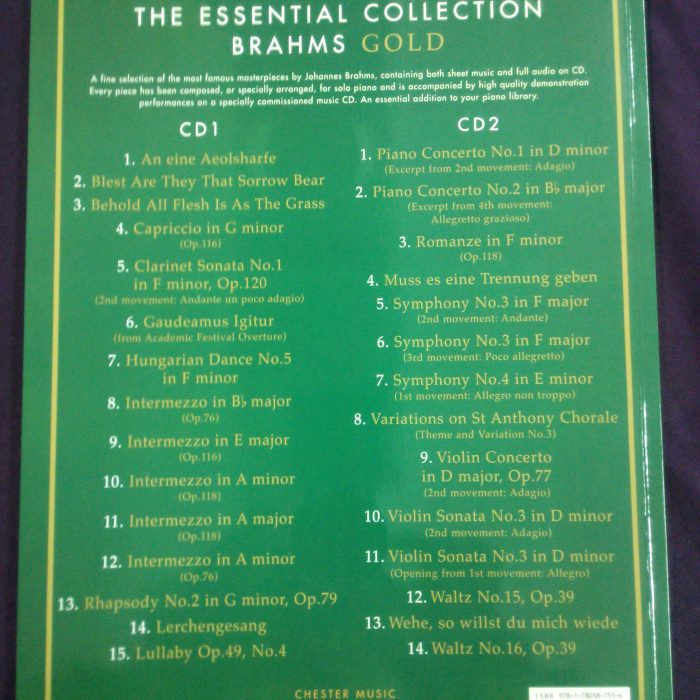 THE ESSENTIAL COLLECTION
BRAHMS GOLD
A fine selection of the most famous masterpieces by Johannes Brahms, containing both sheet music and full audio on CD.
Every piece has been composed, or specially arranged, for solo piano and is accompanied by high quality demonstration
performances on a specially commissioned music CD. An essential addition to your piano library.
CD1
1. An eine Aeolsharfe
2. Blest Are They That Sorrow Bear
3. Behold All Flesh Is As The Grass
4. Capriccio in G minor
(Op.116)
5. Clarinet Sonata No.1
in F minor, Op.120
(2nd movement: Andante un poco adagio)
6. Gaudeamus Igitur
(from Academic Festival Overture)
7. Hungarian Dance No.5
in F minor
8. Intermezzo in B♭ major
(Op.76)
9. Intermezzo in E major
(Op.116)
10. Intermezzo in A minor
(Op.118)
11. Intermezzo in A major
(Op.118)
12. Intermezzo in A minor
(Op.76)
13. Rhapsody No.2 in G minor, Op.79
14. Lerchengesang
15. Lullaby Op.49, No.4
CD2
1. Piano Concerto No.1 in D minor
(Excerpt from 2nd movement: Adagio)
2. Piano Concerto No.2 in B♭ major
(Excerpt from 4th movement:
Allegretto grazioso)
3. Romanze in F minor
(Op.118)
4. Muss es eine Trennung geben
5. Symphony No.3 in F major
(2nd movement: Andante)
6. Symphony No.3 in F major
(3rd movement: Poco allegretto)
7. Symphony No.4 in E minor
(1st movement: Allegro non troppo)
8. Variations on St Anthony Chorale
(Theme and Variation No.3)
9. Violin Concerto
in D major, Op.77
(2nd movement: Adagio)
10. Violin Sonata No.3 in D minor
(2nd movement: Adagio)
11. Violin Sonata No.3 in D minor
(Opening from 1st movement: Allegro)
12. Waltz No.15, Op.39
13. Wehe, so willst du mich wiede
14. Waltz No.16, Op.39
CHESTER MUSIC
ISBN 978-1-78038-753-6